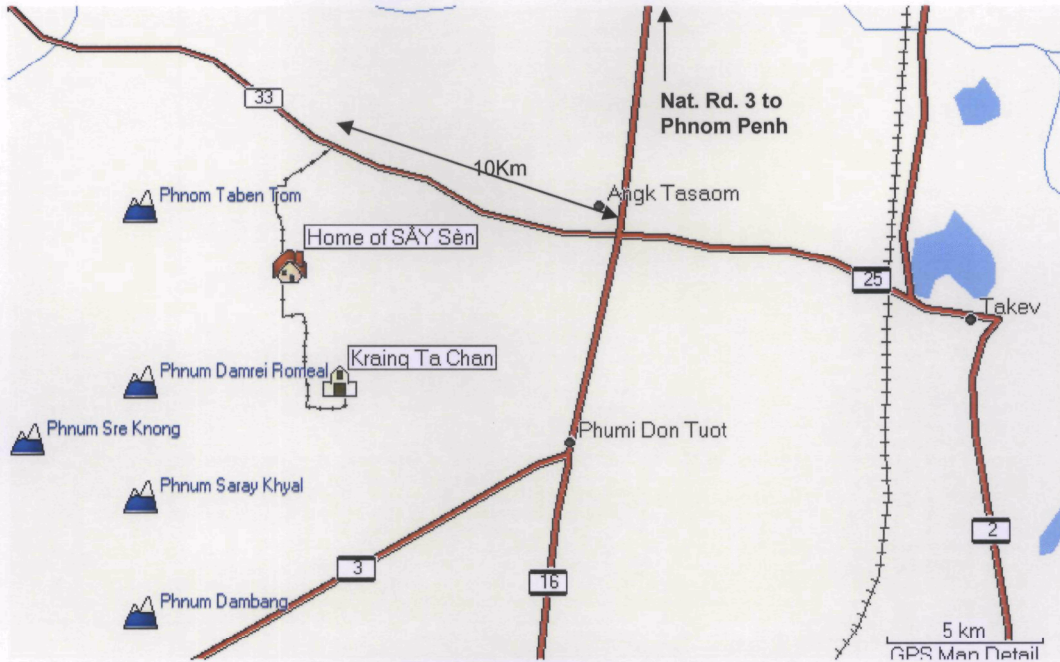 33
Nat. Rd. 3 to
Phnom Penh
10Km
Phnom Taben Tom
Angk Tasaom
Home of SÂY Sèn
25
Takev
Krainq Ta Chan
Phnum Damrei Romeal
Phnum Sre Knong
Phumi Don Tuot
Phnum Saray Khyal
2
3
16
Phnum Dambang
5 km
GPS Map Detail